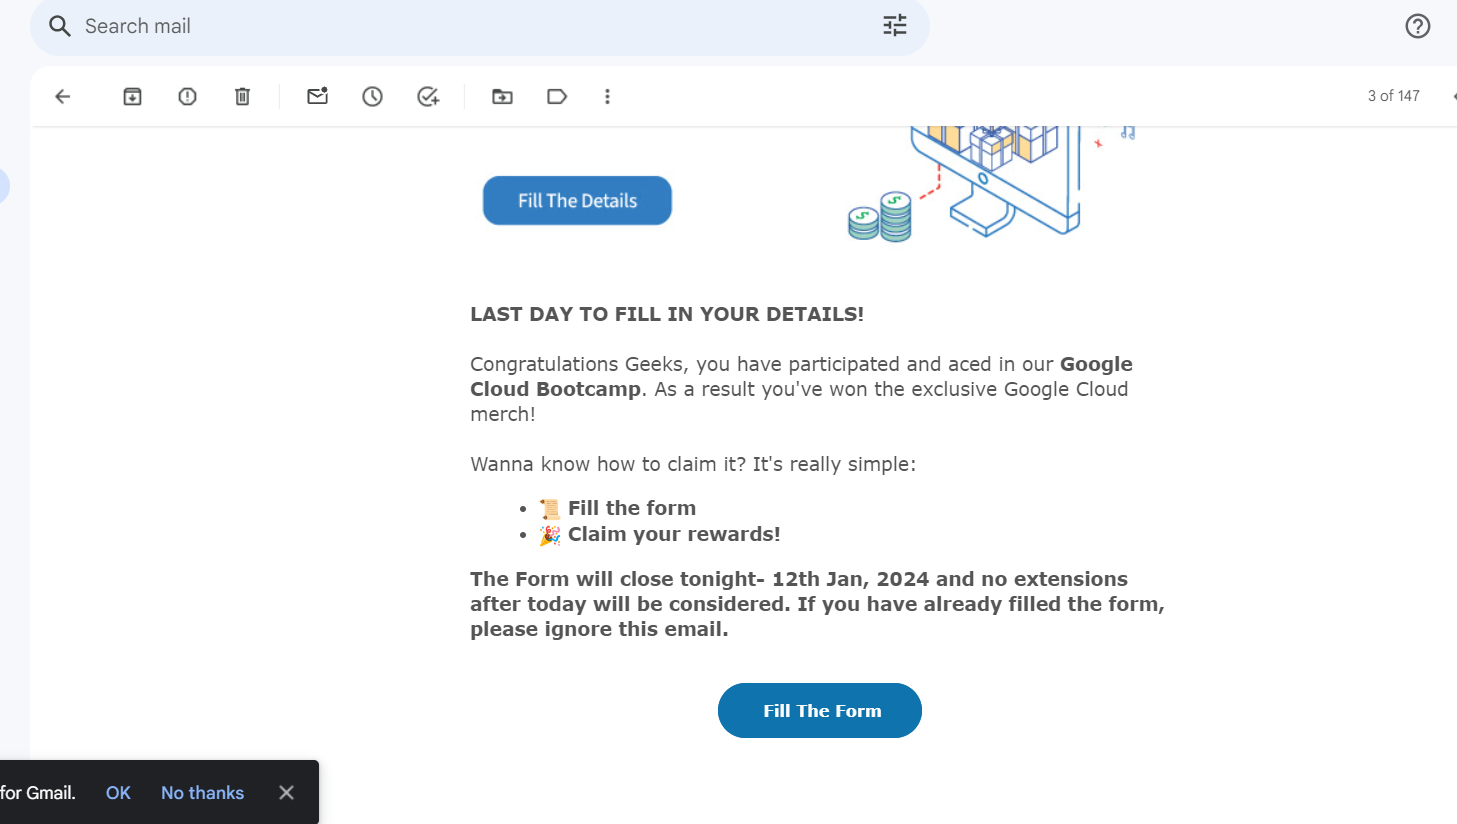 Search mail
3 of 147
Fill The Details
LAST DAY TO FILL IN YOUR DETAILS!
Congratulations Geeks, you have participated and aced in our Google
Cloud Bootcamp. As a result you've won the exclusive Google Cloud
merch!
Wanna know how to claim it? It's really simple:
• 📜 Fill the form
• 🎉 Claim your rewards!
The Form will close tonight- 12th Jan, 2024 and no extensions
after today will be considered. If you have already filled the form,
please ignore this email.
Fill The Form
for Gmail. OK No thanks